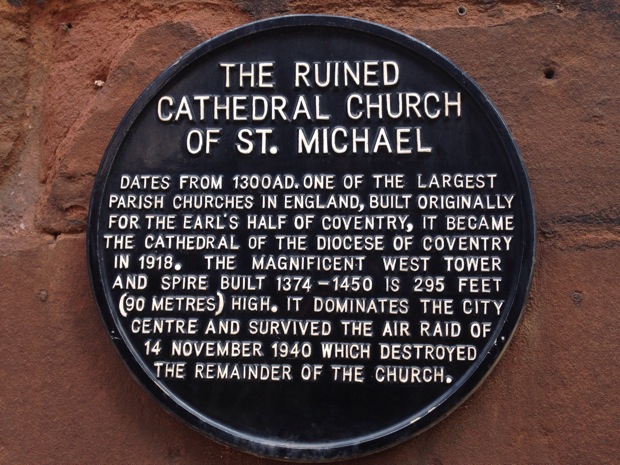 THE RUINED
CATHEDRAL CHURCH
OF ST. MICHAEL
DATES FROM 1300AD. ONE OF THE LARGEST
PARISH CHURCHES IN ENGLAND, BUILT ORIGINALLY
FOR THE EARL'S HALF OF COVENTRY, IT BECAME
THE CATHEDRAL OF THE DIOCESE OF COVENTRY
IN 1918. THE MAGNIFICENT WEST TOWER
AND SPIRE BUILT 1374-1450 IS 295 FEET
(90 METRES) HIGH. IT DOMINATES THE CITY
CENTRE AND SURVIVED THE AIR RAID OF
14 NOVEMBER 1940 WHICH DESTROYED
THE REMAINDER OF THE CHURCH.